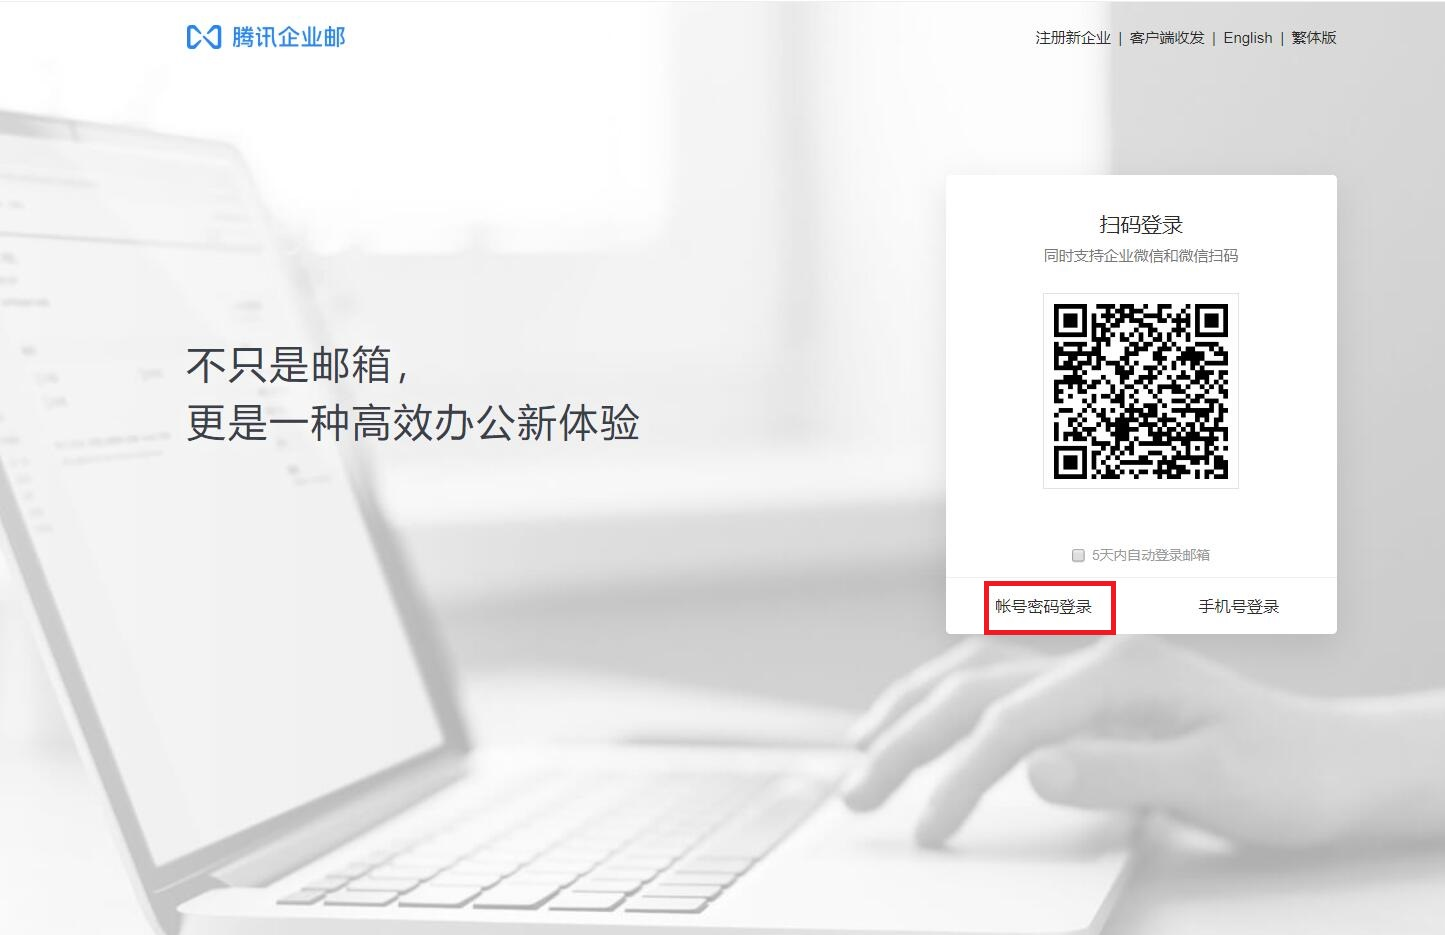 腾讯企业邮
注册新企业 | 客户端收发 | English | 繁体版
扫码登录
同时支持企业微信和微信扫码
不只是邮箱，
更是一种高效办公新体验
5天内自动登录邮箱
帐号密码登录
手机号登录